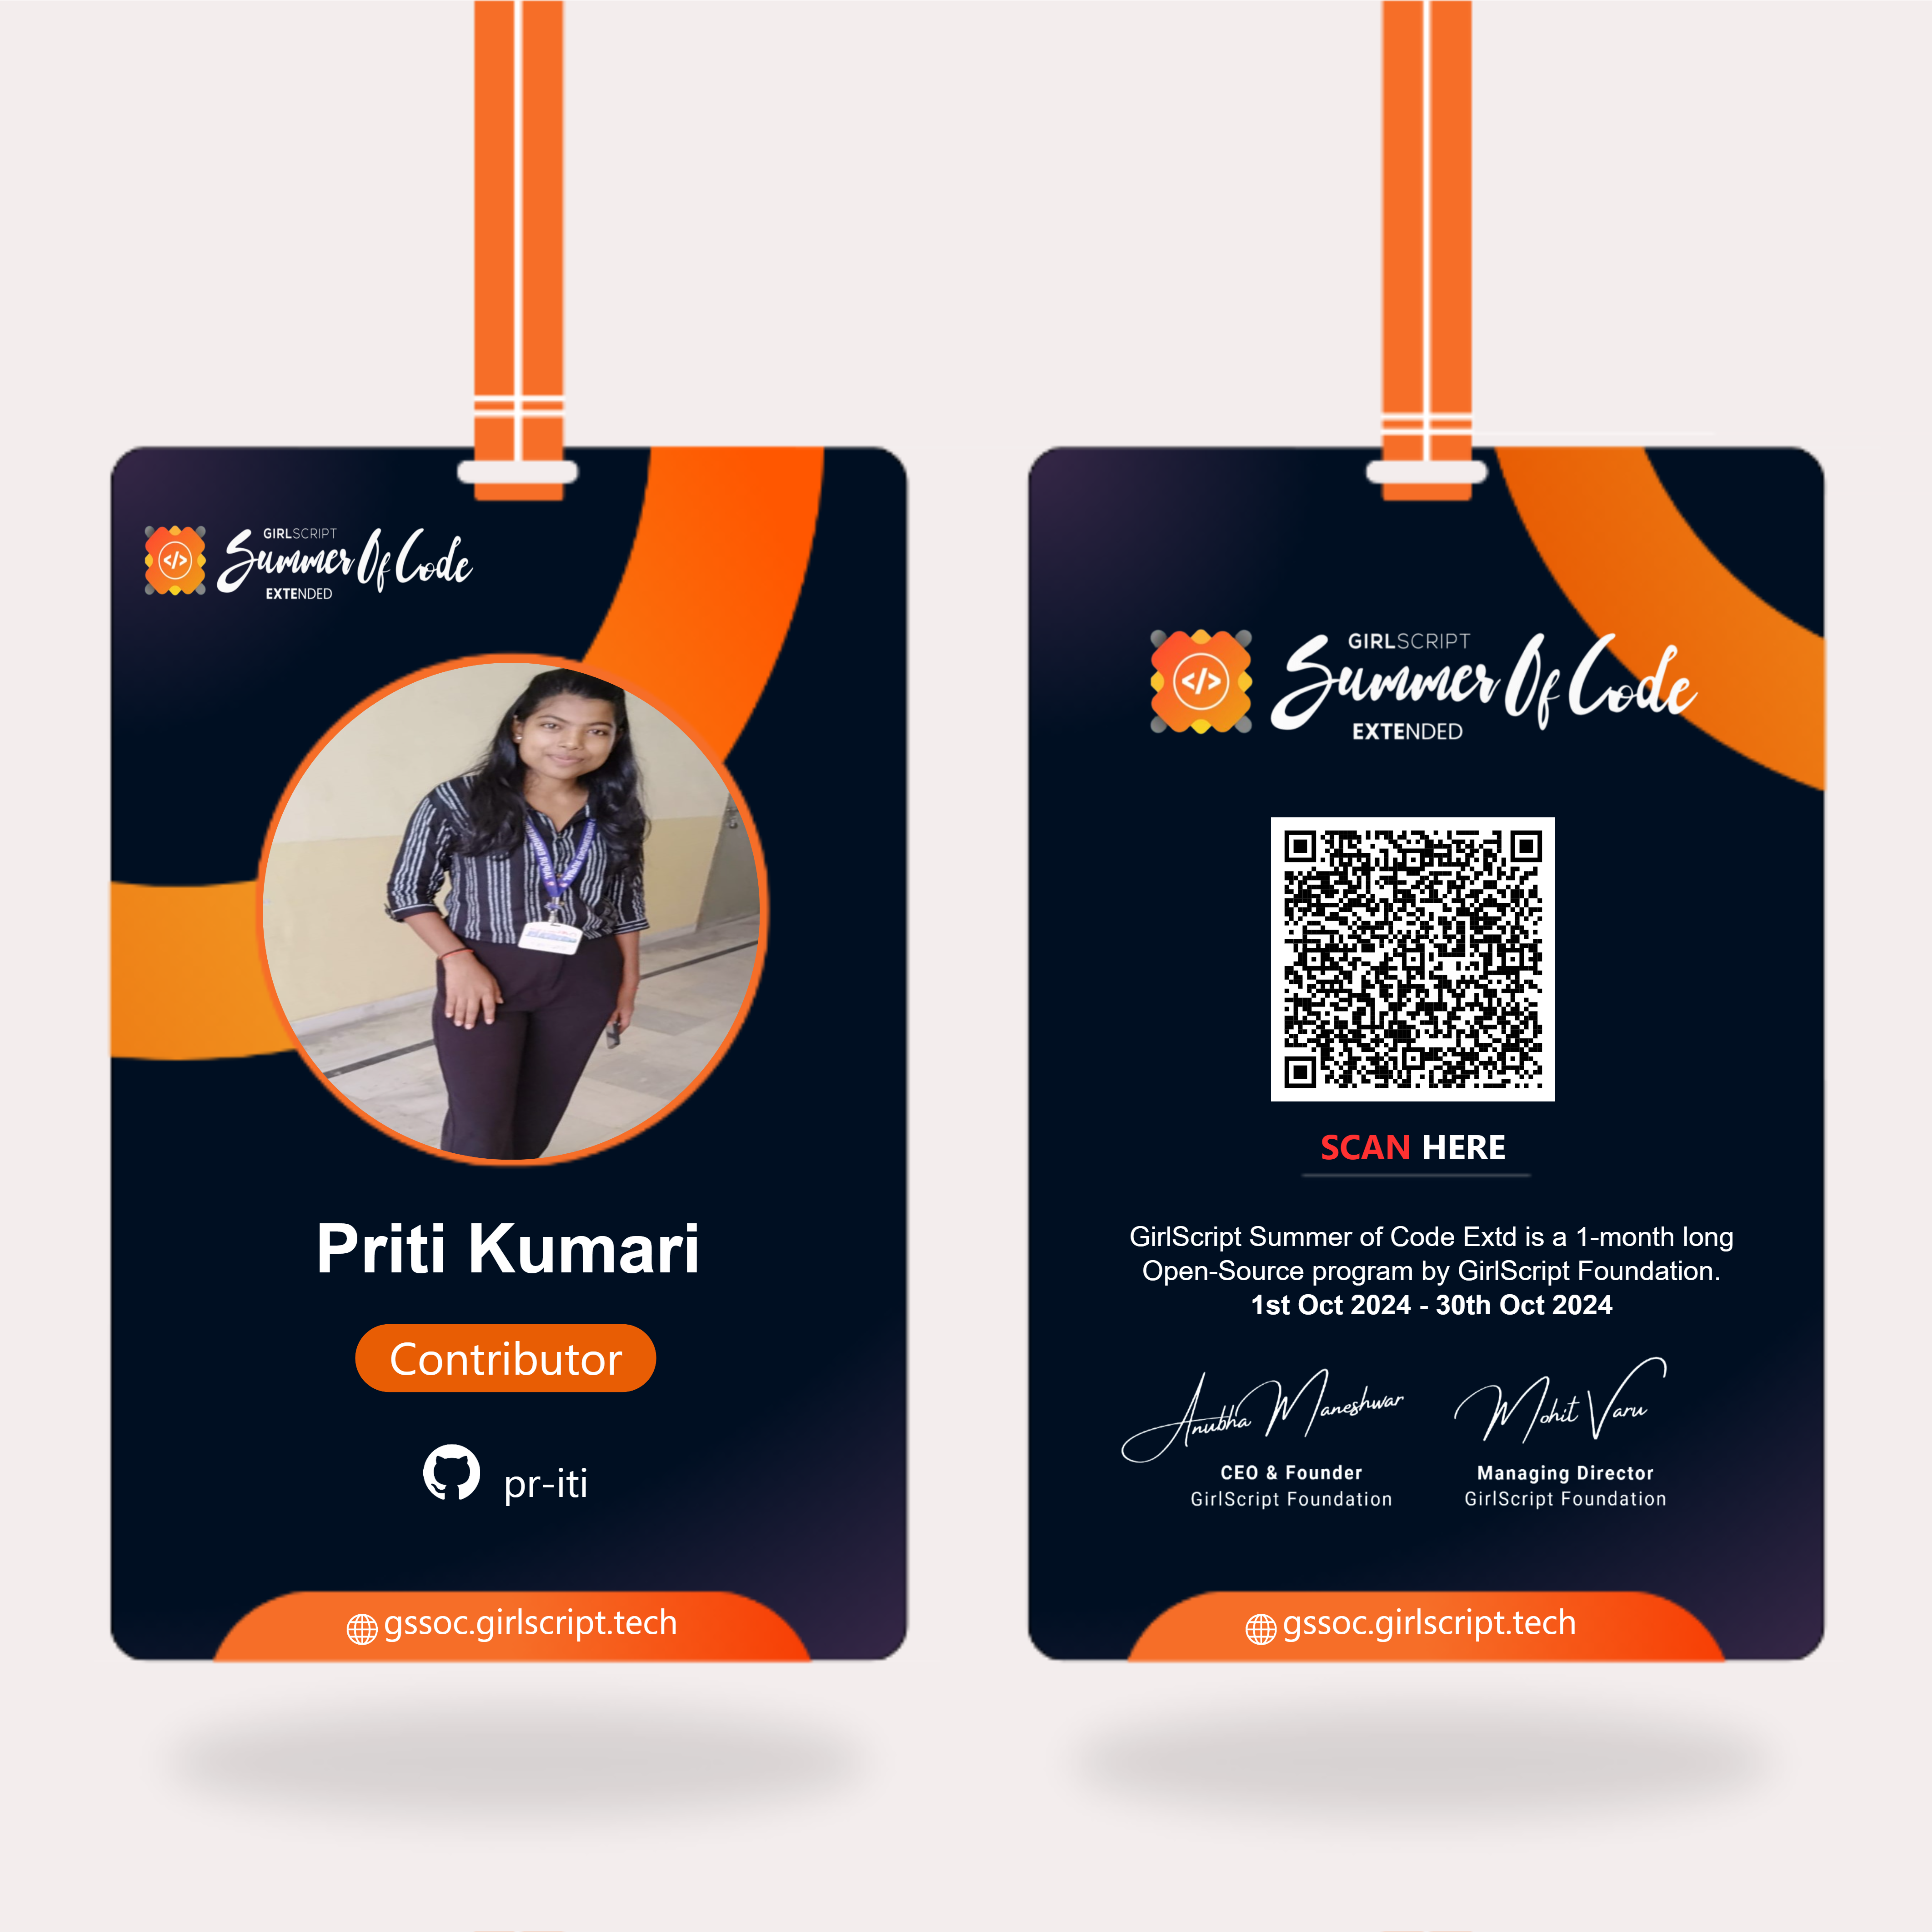 GIRLSCRIPT
Summer Of Code
EXTENDED
Priti Kumari
Contributor
pr-iti
gssoc.girlscript.tech
GIRLSCRIPT
Summer Of Code
EXTENDED
SCAN HERE
GirlScript Summer of Code Extd is a 1-month long
Open-Source program by GirlScript Foundation.
1st Oct 2024 - 30th Oct 2024
Anubha Maneshwar
CEO & Founder
GirlScript Foundation
Mohit Varu
Managing Director
GirlScript Foundation
gssoc.girlscript.tech